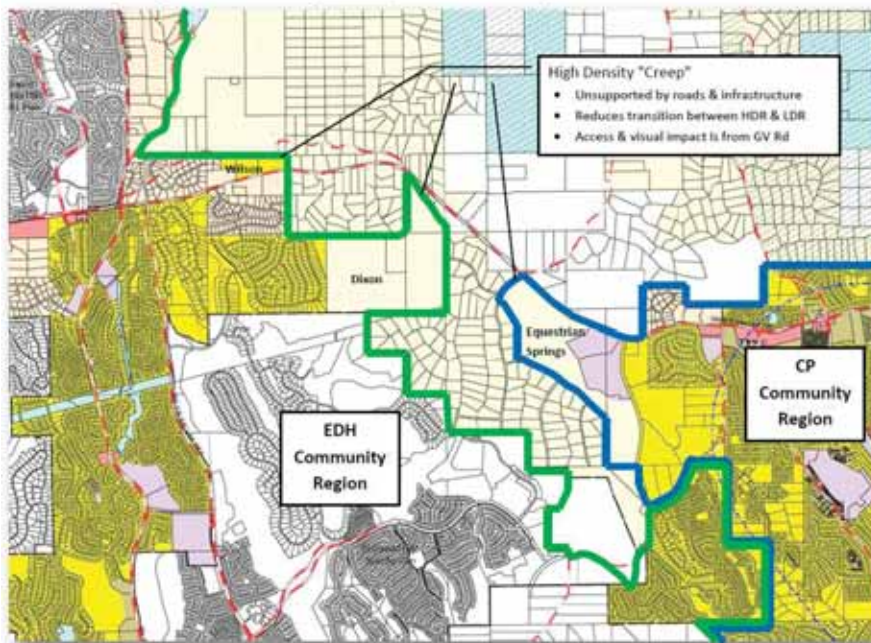 High Density "Creep"
• Unsupported by roads & infrastructure
• Reduces transition between HDR & LDR
• Access & visual impact Is from GV Rd
Wilson
Dixon
Equestrian
Springs
CP
Community
Region
EDH
Community
Region